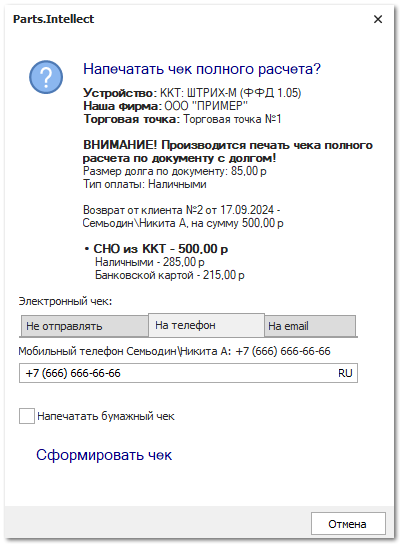 Parts.Intellect
Напечатать чек полного расчета?
Устройство: ККТ: ШТРИХ-М (ФФД 1.05)
Наша фирма: ООО "ПРИМЕР"
Торговая точка: Торговая точка №1
ВНИМАНИЕ! Производится печать чека полного
расчета по документу с долгом!
Размер долга по документу: 85,00 р
Тип оплаты: Наличными
Возврат от клиента №2 от 17.09.2024 -
Семьодин\Никита А, на сумму 500,00 р
• СНО из ККТ - 500,00 р
Наличными - 285,00 р
Банковской картой - 215,00 р
Электронный чек:
Не отправлять На телефон На email
Мобильный телефон Семьодин\Никита А: +7 (666) 666-66-66
+7 (666) 666-66-66 RU
Напечатать бумажный чек
Сформировать чек
Отмена